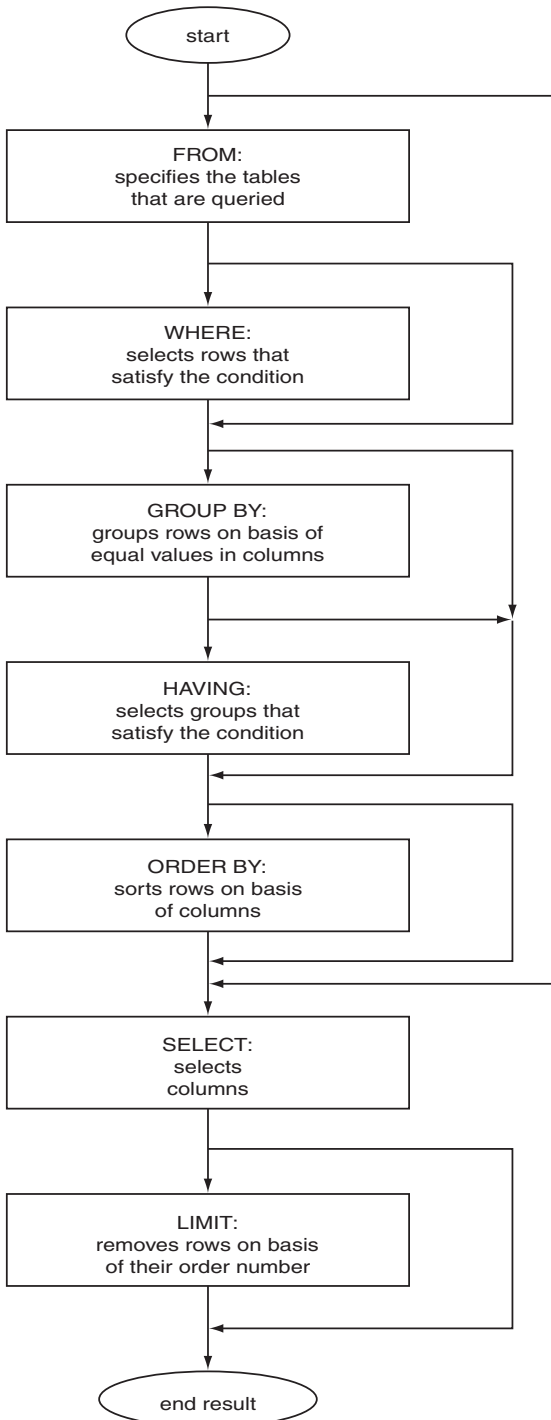 start
FROM:
specifies the tables
that are queried
WHERE:
selects rows that
satisfy the condition
GROUP BY:
groups rows on basis of
equal values in columns
HAVING:
selects groups that
satisfy the condition
ORDER BY:
sorts rows on basis
of columns
SELECT:
selects
columns
LIMIT:
removes rows on basis
of their order number
end result